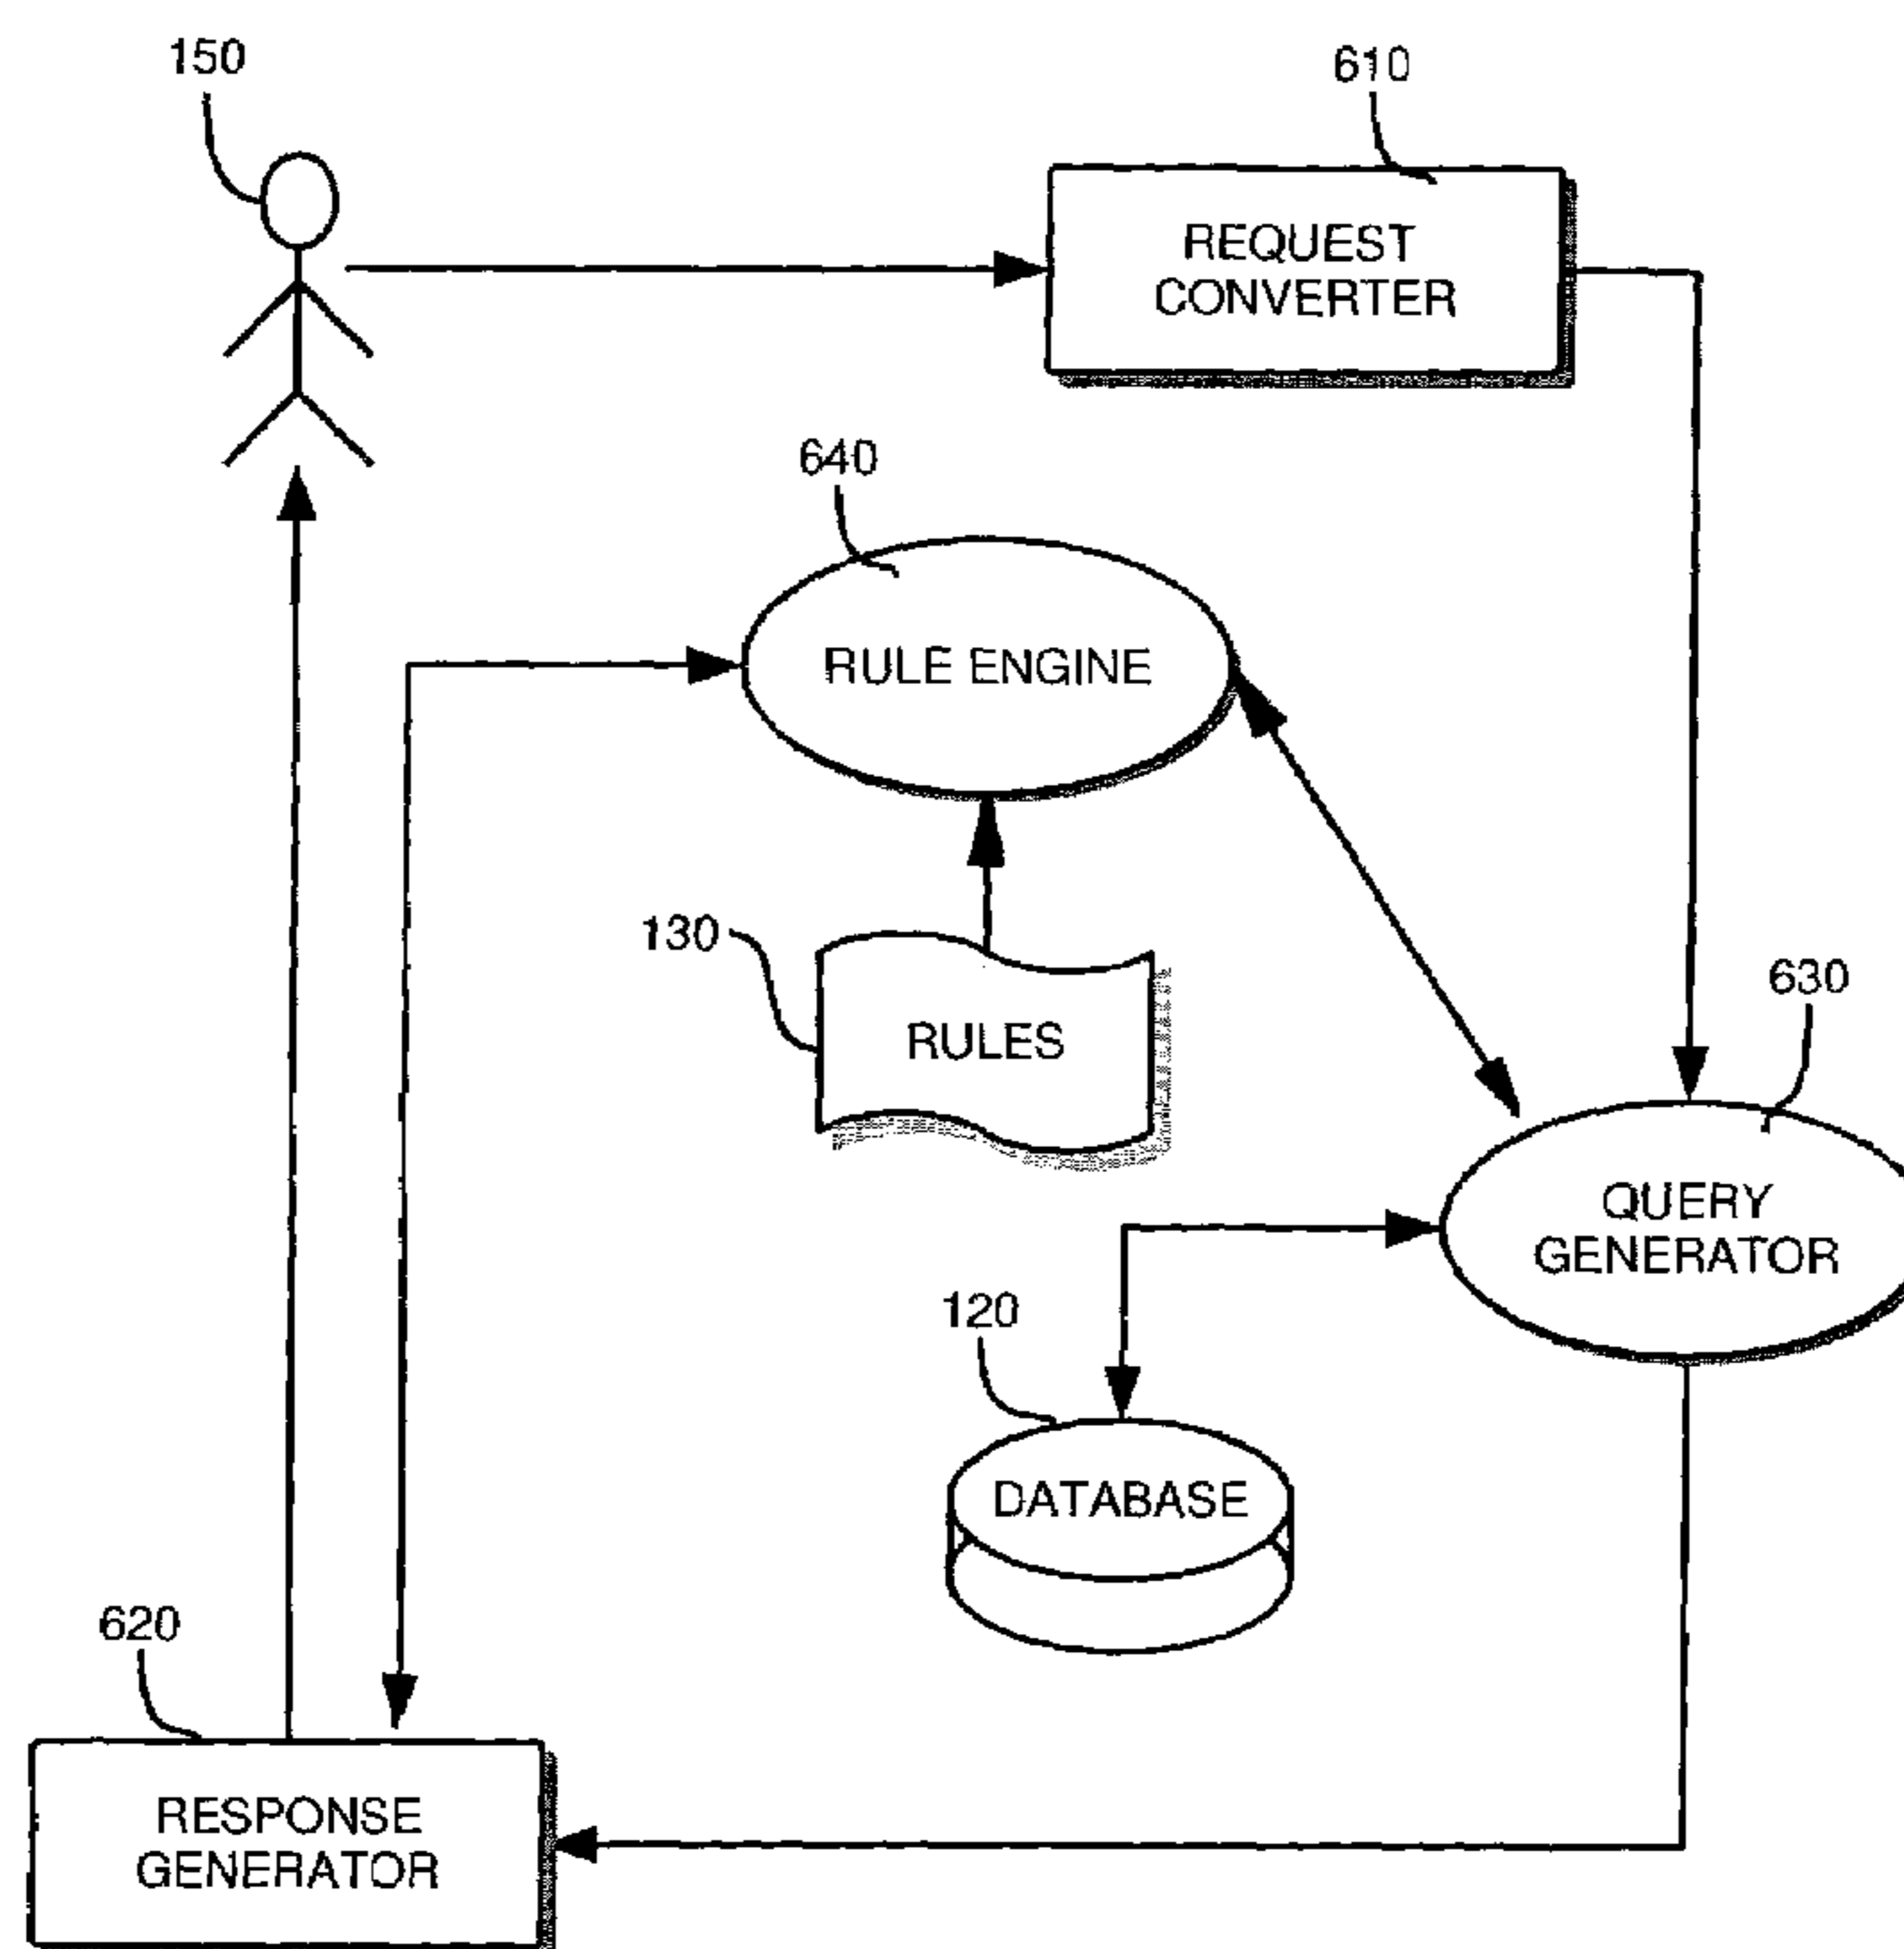 150
610
REQUEST
CONVERTER
640
RULE ENGINE
130
RULES
630
QUERY
GENERATOR
120
DATABASE
620
RESPONSE
GENERATOR